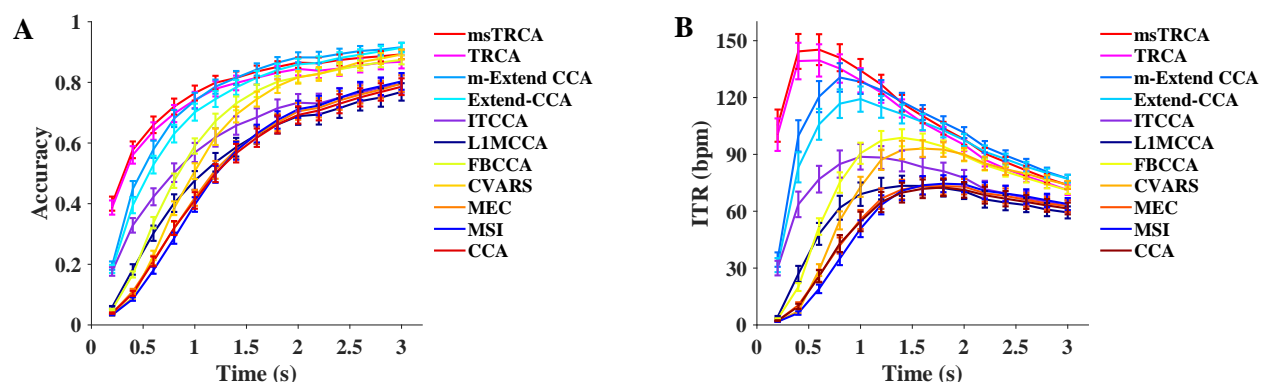 A
Accuracy
1
0.8
0.6
0.4
0.2
0
0 0.5 1 1.5 2 2.5 3
Time (s)
msTRCA
TRCA
m-Extend CCA
Extend-CCA
ITCCA
L1MCCA
FBCCA
CVARS
MEC
MSI
CCA
B
ITR (bpm)
150
120
90
60
30
0
0 0.5 1 1.5 2 2.5 3
Time (s)
msTRCA
TRCA
m-Extend CCA
Extend-CCA
ITCCA
L1MCCA
FBCCA
CVARS
MEC
MSI
CCA